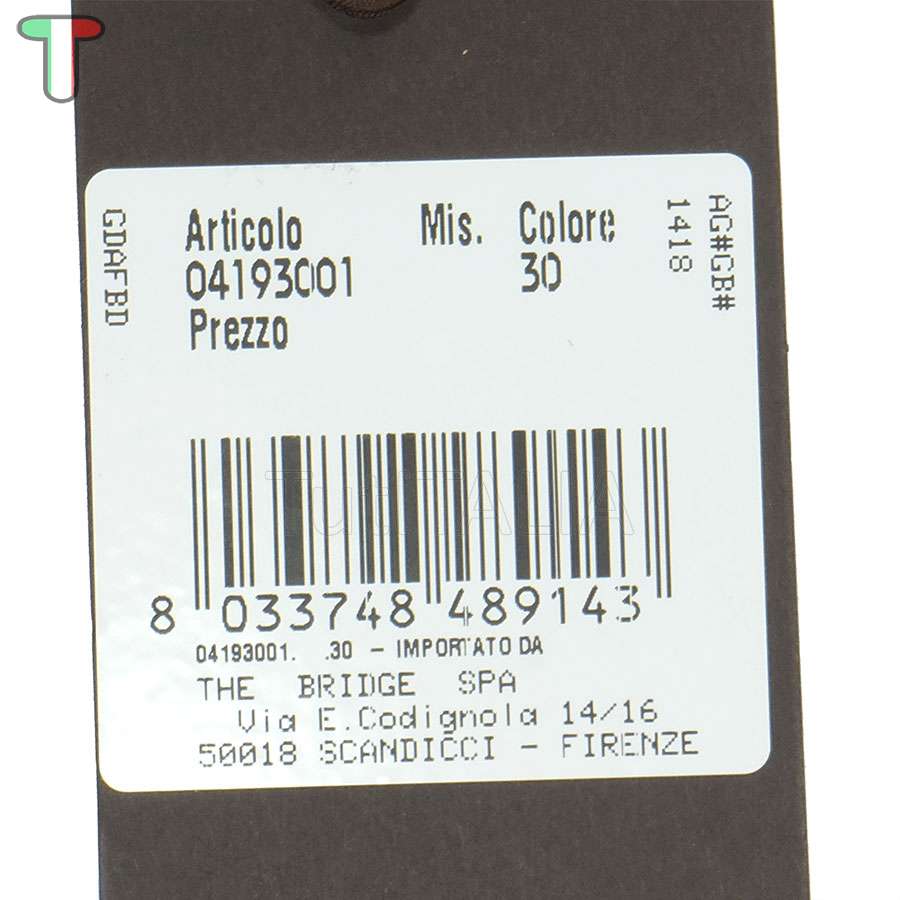 GDAFBD
Articolo Mis. Colore
04193001 30
Prezzo
AG#GB#
1418
TuttITALIA
8 033748 489143
04193001. .30 – IMPORTATO DA
THE BRIDGE SPA
Via E.Codignola 14/16
50018 SCANDICCI - FIRENZE